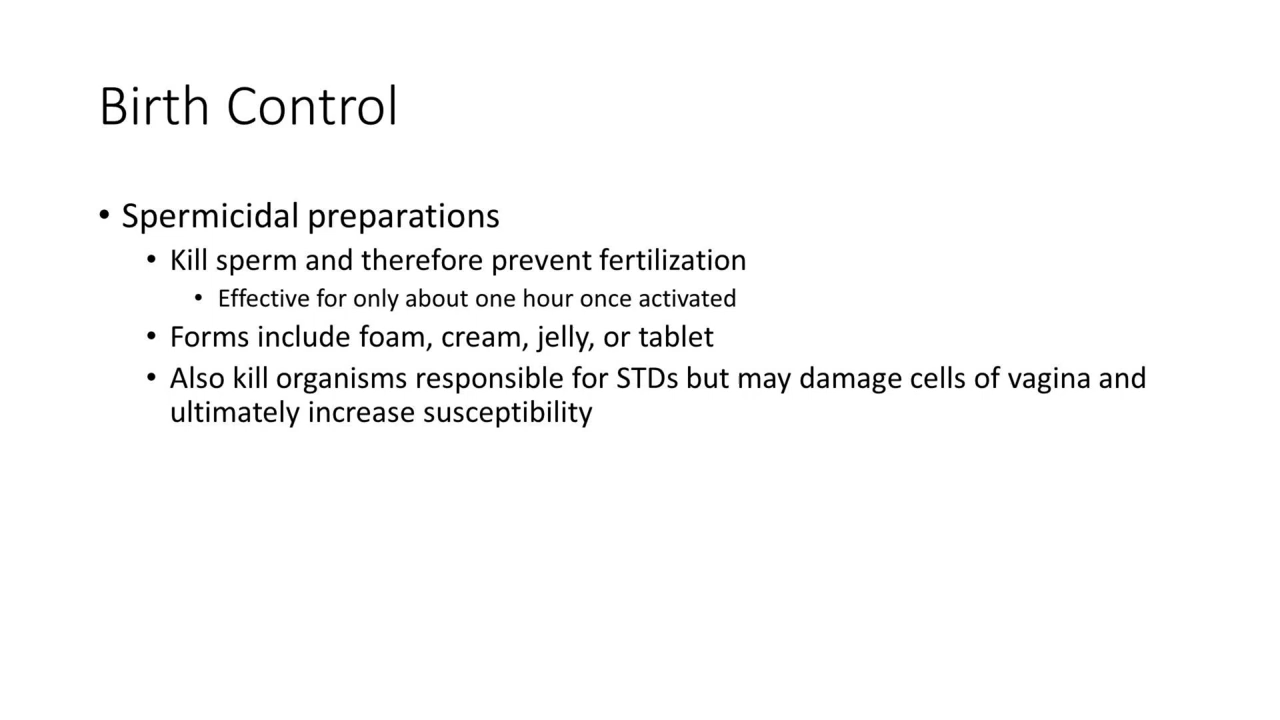 Birth Control
• Spermicidal preparations
• Kill sperm and therefore prevent fertilization
• Effective for only about one hour once activated
• Forms include foam, cream, jelly, or tablet
• Also kill organisms responsible for STDs but may damage cells of vagina and
ultimately increase susceptibility